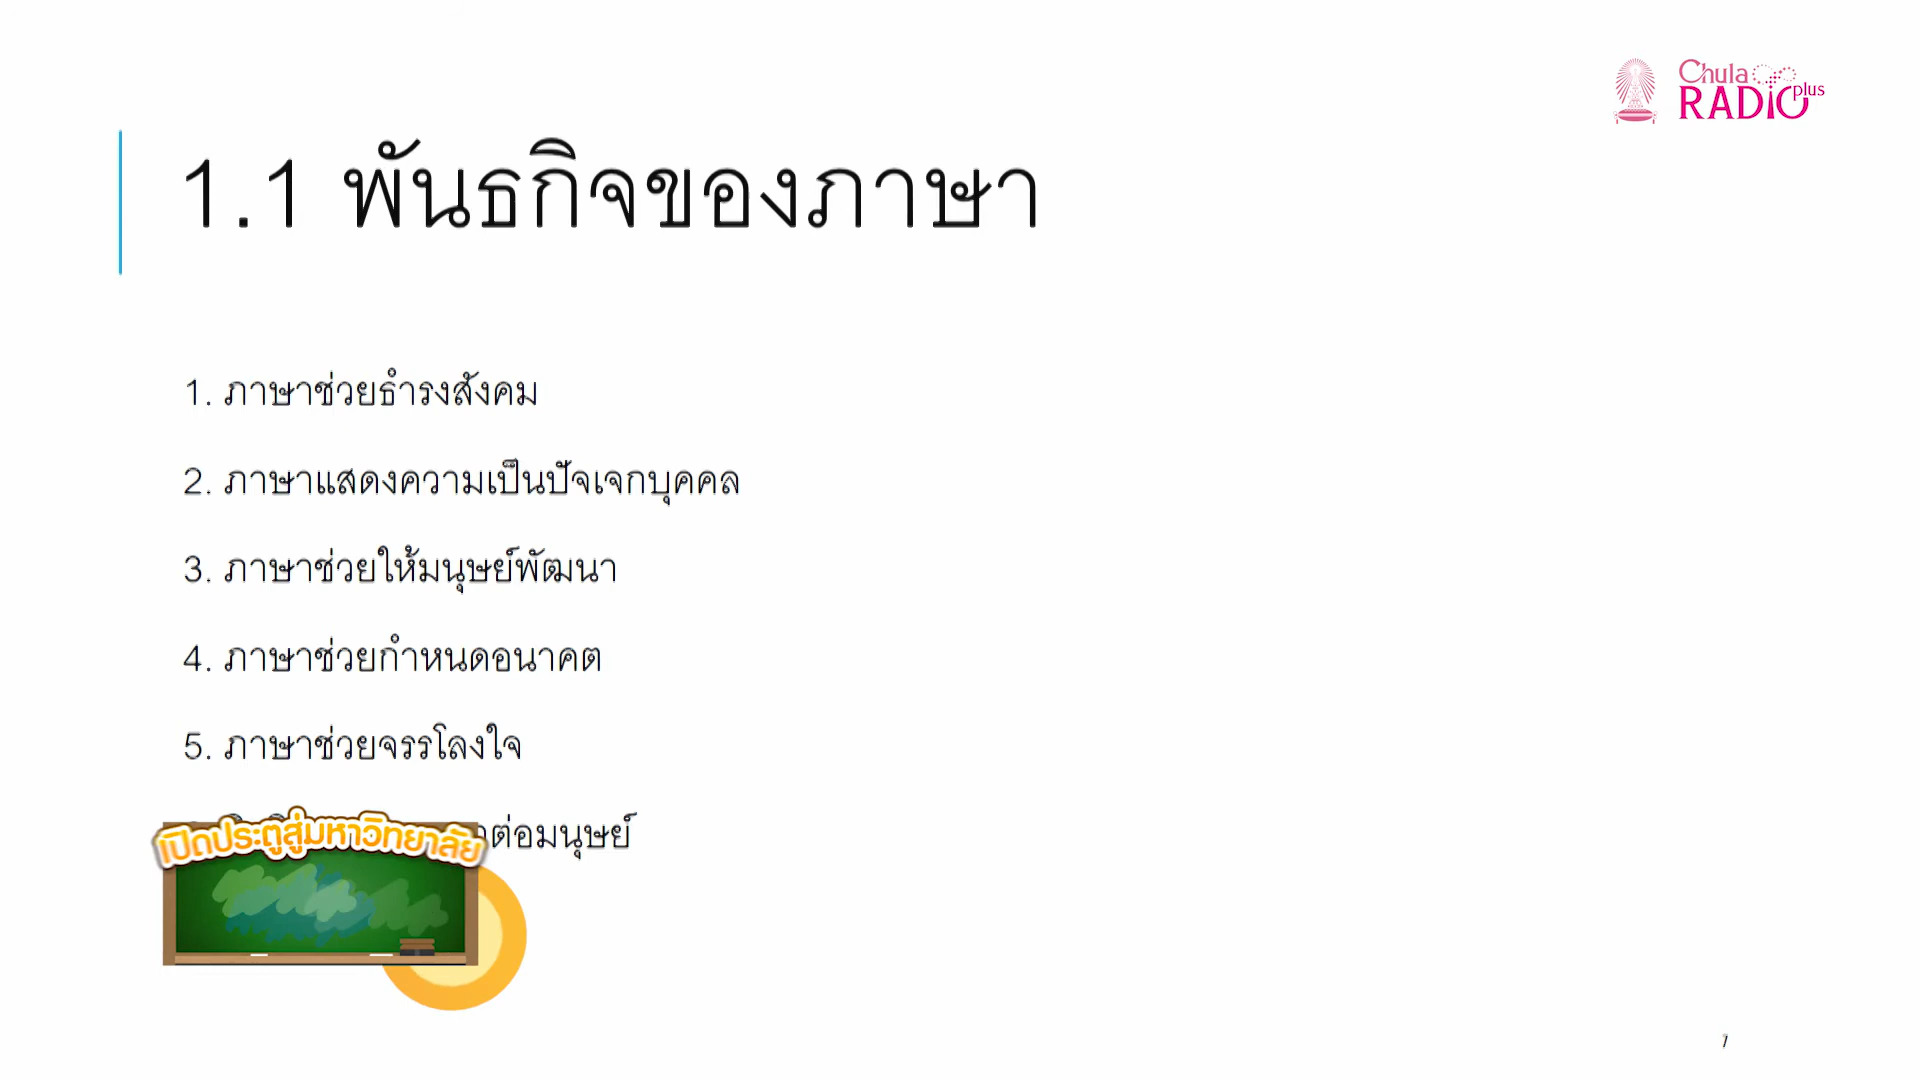 Chula
RADIO plus
1.1 พันธกิจของภาษา
1. ภาษาช่วยธำรงสังคม
2. ภาษาแสดงความเป็นปัจเจกบุคคล
3. ภาษาช่วยให้มนุษย์พัฒนา
4. ภาษาช่วยกำหนดอนาคต
5. ภาษาช่วยจรรโลงใจ
ต่อมนุษย์
เปิดประตูสู่มหาวิทยาลัย
7